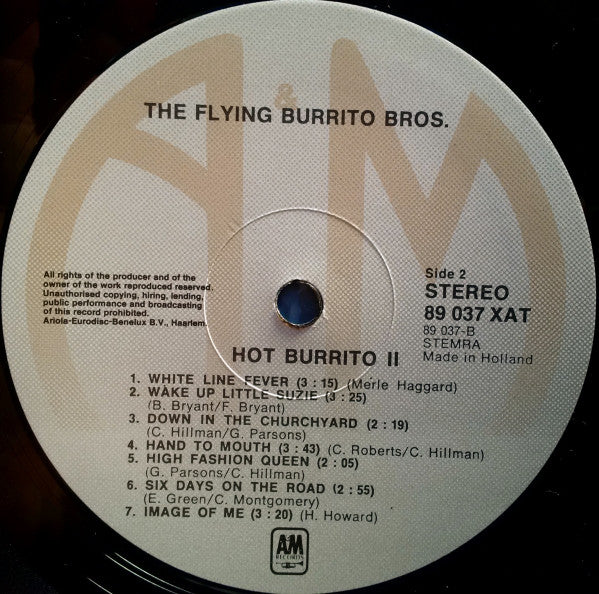 A&M
THE FLYING BURRITO BROS.
All rights of the producer and of the
owner of the work reproduced reserved.
Unauthorised copying, hiring, lending,
public performance and broadcasting
of this record prohibited.
Ariola-Eurodisc-Benelux B.V., Haarlem.
Side 2
STEREO
89 037 XAT
89 037-B
STEMRA
Made in Holland
HOT BURRITO II
1. WHITE LINE FEVER (3 : 15) (Merle Haggard)
2. WAKE UP LITTLE SUZIE (3 : 25)
(B. Bryant/F. Bryant)
3. DOWN IN THE CHURCHYARD (2 : 19)
(C. Hillman/G. Parsons)
4. HAND TO MOUTH (3 : 43) (C. Roberts/C. Hillman)
5. HIGH FASHION QUEEN (2 : 05)
(G. Parsons/C. Hillman)
6. SIX DAYS ON THE ROAD (2 : 55)
(E. Green/C. Montgomery)
7. IMAGE OF ME (3 : 20) (H. Howard)
A&M
RECORDS